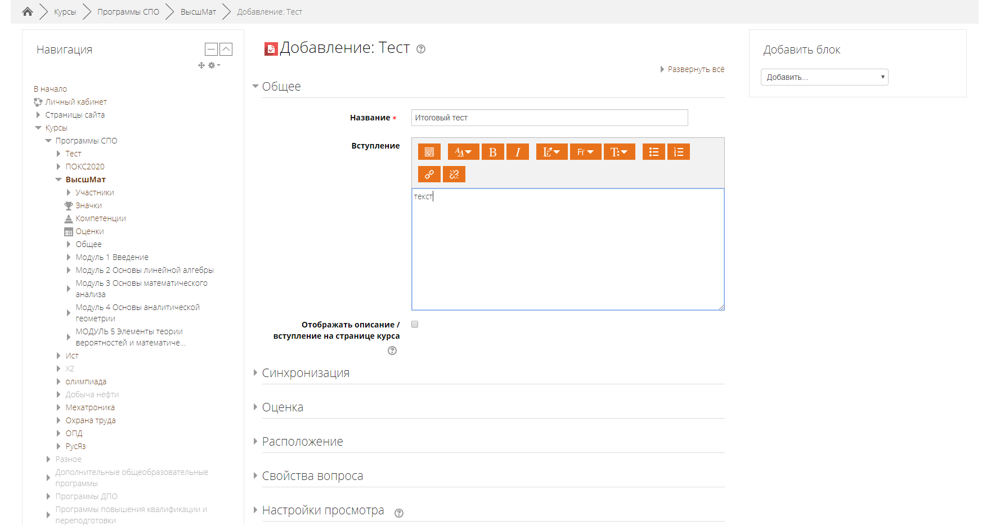 Курсы
Программы СПО
ВысшМат
Добавление: Тест
Навигация
В начало
Личный кабинет
Страницы сайта
Курсы
Программы СПО
Тест
ПОКС2020
ВысшМат
Участники
Значки
Компетенции
Оценки
Общее
Модуль 1 Введение
Модуль 2 Основы линейной алгебры
Модуль 3 Основы математического
анализа
Модуль 4 Основы аналитической
геометрии
МОДУЛЬ 5 Элементы теории
вероятностей и математиче...
Ист
Х2
олимпиада
Добыча нефти
Мехатроника
Охрана труда
ОПД
РусЯз
Разное
Дополнительные общеобразовательные
программы
Программы ДПО
Программы повышения квалификации и
переподготовки
Добавление: Тест
Развернуть всё
Общее
Название *
Итоговый тест
Вступление
текст
Отображать описание /
вступление на странице курса
Синхронизация
Оценка
Расположение
Свойства вопроса
Настройки просмотра
Добавить блок
Добавить...